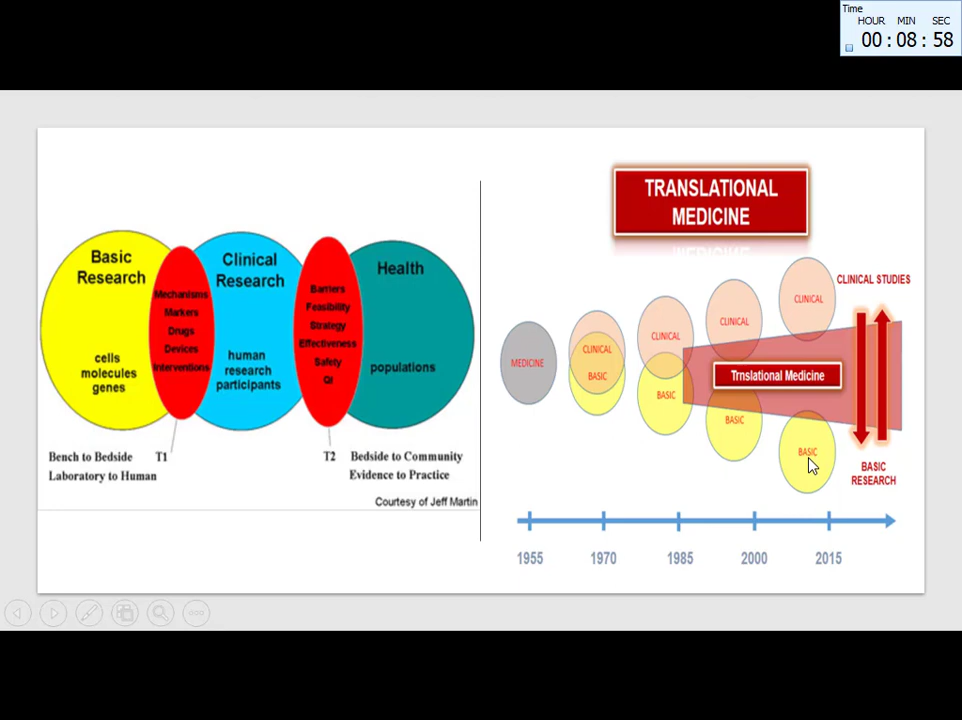 Time
HOUR MIN SEC
00 : 08 : 58
Basic
Research
cells
molecules
genes
Mechanisms
Markers
Drugs
Devices
Interventions
Clinical
Research
human
research
participants
Barriers
Feasibility
Strategy
Effectiveness
Safety
QI
Health
populations
Bench to Bedside T1
Laboratory to Human
T2 Bedside to Community
Evidence to Practice
Courtesy of Jeff Martin
TRANSLATIONAL
MEDICINE
MEDICINE
CLINICAL
BASIC
CLINICAL
BASIC
CLINICAL
BASIC
CLINICAL
BASIC
Trnslational Medicine
CLINICAL STUDIES
BASIC
RESEARCH
1955 1970 1985 2000 2015